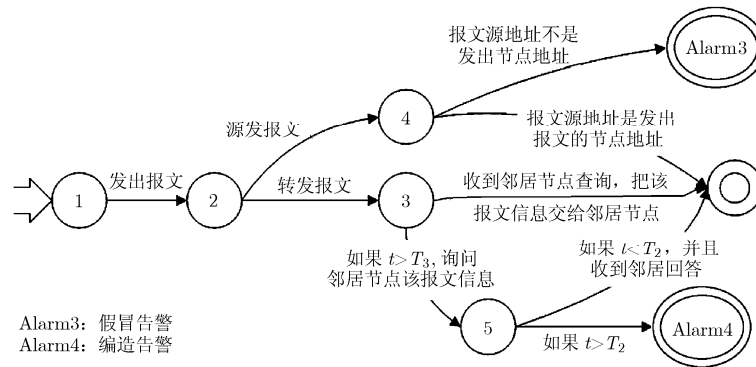 报文源地址不是
发出节点地址
Alarm3
源发报文
4
报文源地址是发出
报文的节点地址
1
发出报文
2
转发报文
3
收到邻居节点查询，把该
报文信息交给邻居节点
如果 t>T₃, 询问
邻居节点该报文信息
如果 t<T₂，并且
收到邻居回答
5
如果 t>T₂
Alarm4
Alarm3：假冒告警
Alarm4：编造告警